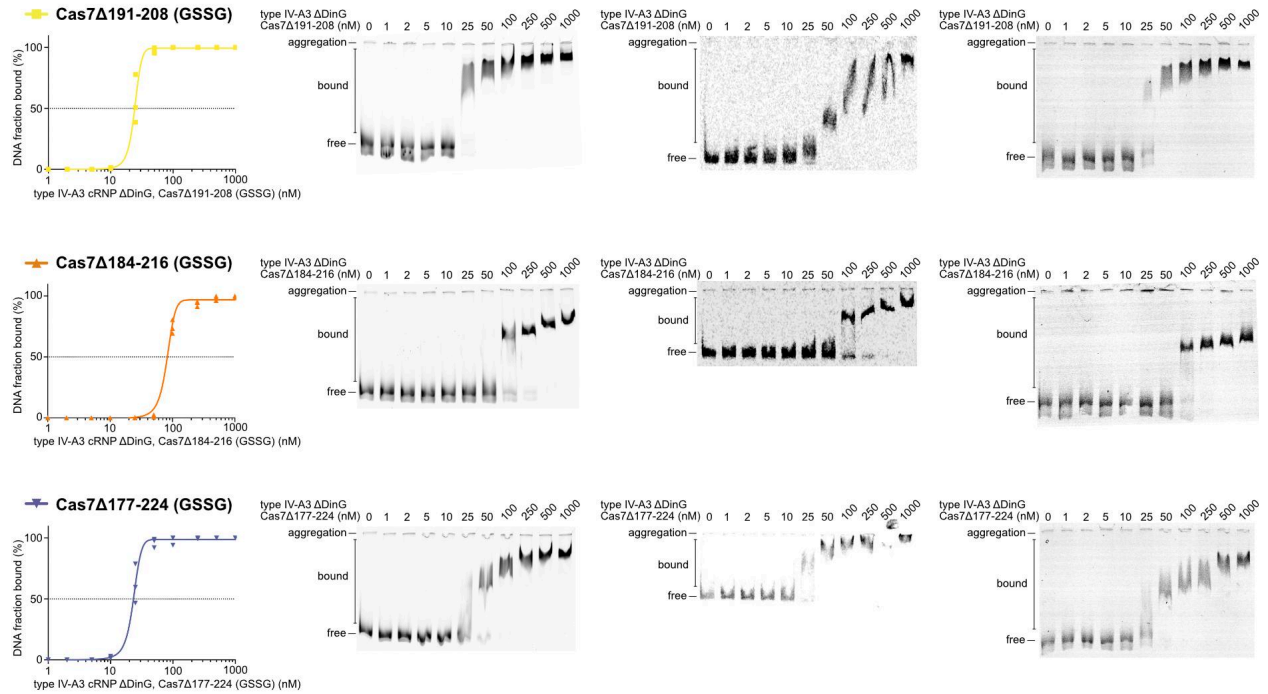 Cas7Δ191-208 (GSSG)
DNA fraction bound (%)
100
50
0
1 10 100 1000
type IV-A3 cRNP ΔDinG, Cas7Δ191-208 (GSSG) (nM)
type IV-A3 ΔDinG
Cas7Δ191-208 (nM) 0 1 2 5 10 25 50 100 250 500 1000
aggregation
bound
free
type IV-A3 ΔDinG
Cas7Δ191-208 (nM) 0 1 2 5 10 25 50 100 250 500 1000
aggregation
bound
free
type IV-A3 ΔDinG
Cas7Δ191-208 (nM) 0 1 2 5 10 25 50 100 250 500 1000
aggregation
bound
free
Cas7Δ184-216 (GSSG)
DNA fraction bound (%)
100
50
0
1 10 100 1000
type IV-A3 cRNP ΔDinG, Cas7Δ184-216 (GSSG) (nM)
type IV-A3 ΔDinG
Cas7Δ184-216 (nM) 0 1 2 5 10 25 50 100 250 500 1000
aggregation
bound
free
type IV-A3 ΔDinG
Cas7Δ184-216 (nM) 0 1 2 5 10 25 50 100 250 500 1000
aggregation
bound
free
type IV-A3 ΔDinG
Cas7Δ184-216 (nM) 0 1 2 5 10 25 50 100 250 500 1000
aggregation
bound
free
Cas7Δ177-224 (GSSG)
DNA fraction bound (%)
100
50
0
1 10 100 1000
type IV-A3 cRNP ΔDinG, Cas7Δ177-224 (GSSG) (nM)
type IV-A3 ΔDinG
Cas7Δ177-224 (nM) 0 1 2 5 10 25 50 100 250 500 1000
aggregation
bound
free
type IV-A3 ΔDinG
Cas7Δ177-224 (nM) 0 1 2 5 10 25 50 100 250 500 1000
aggregation
bound
free
type IV-A3 ΔDinG
Cas7Δ177-224 (nM) 0 1 2 5 10 25 50 100 250 500 1000
aggregation
bound
free